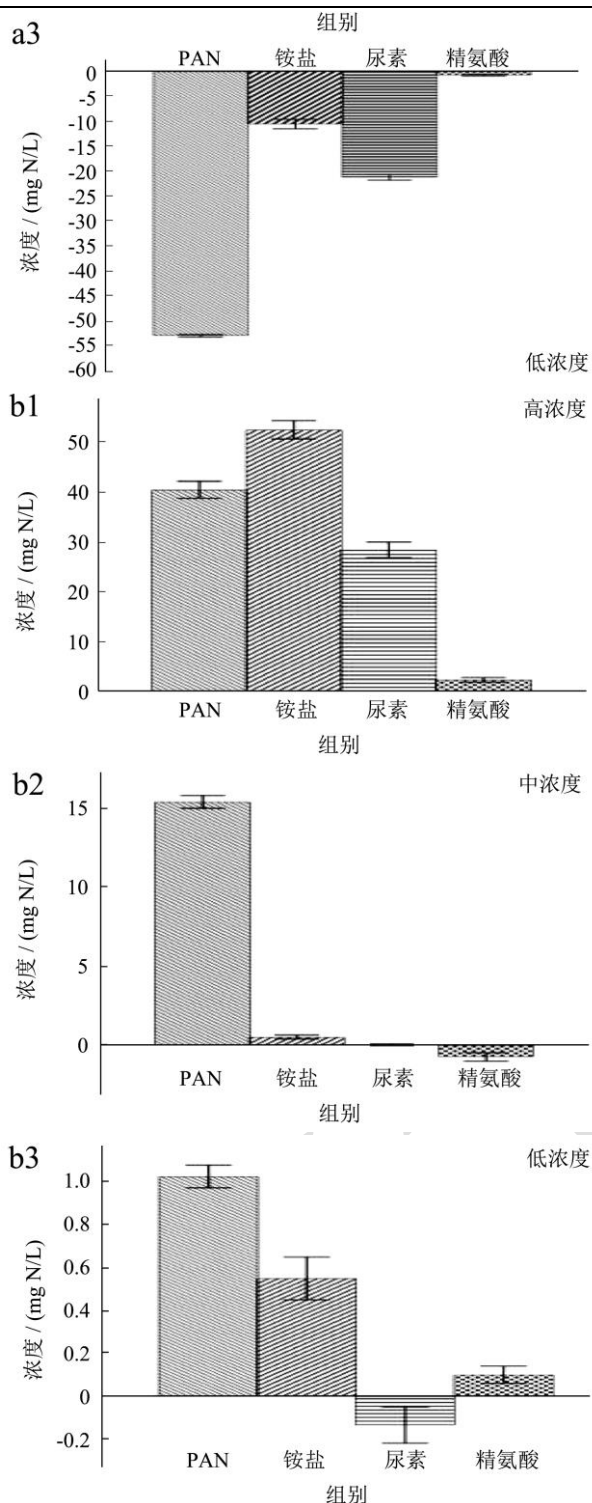 a3
组别
PAN 铵盐 尿素 精氨酸
0
-5
-10
-15
-20
-25
-30
-35
-40
-45
-50
-55
-60
浓度 / (mg N/L)
低浓度
b1
高浓度
50
40
30
20
10
0
浓度 / (mg N/L)
PAN 铵盐 尿素 精氨酸
组别
b2
中浓度
15
10
5
0
浓度 / (mg N/L)
PAN 铵盐 尿素 精氨酸
组别
b3
低浓度
1.0
0.8
0.6
0.4
0.2
0
-0.2
浓度 / (mg N/L)
PAN 铵盐 尿素 精氨酸
组别